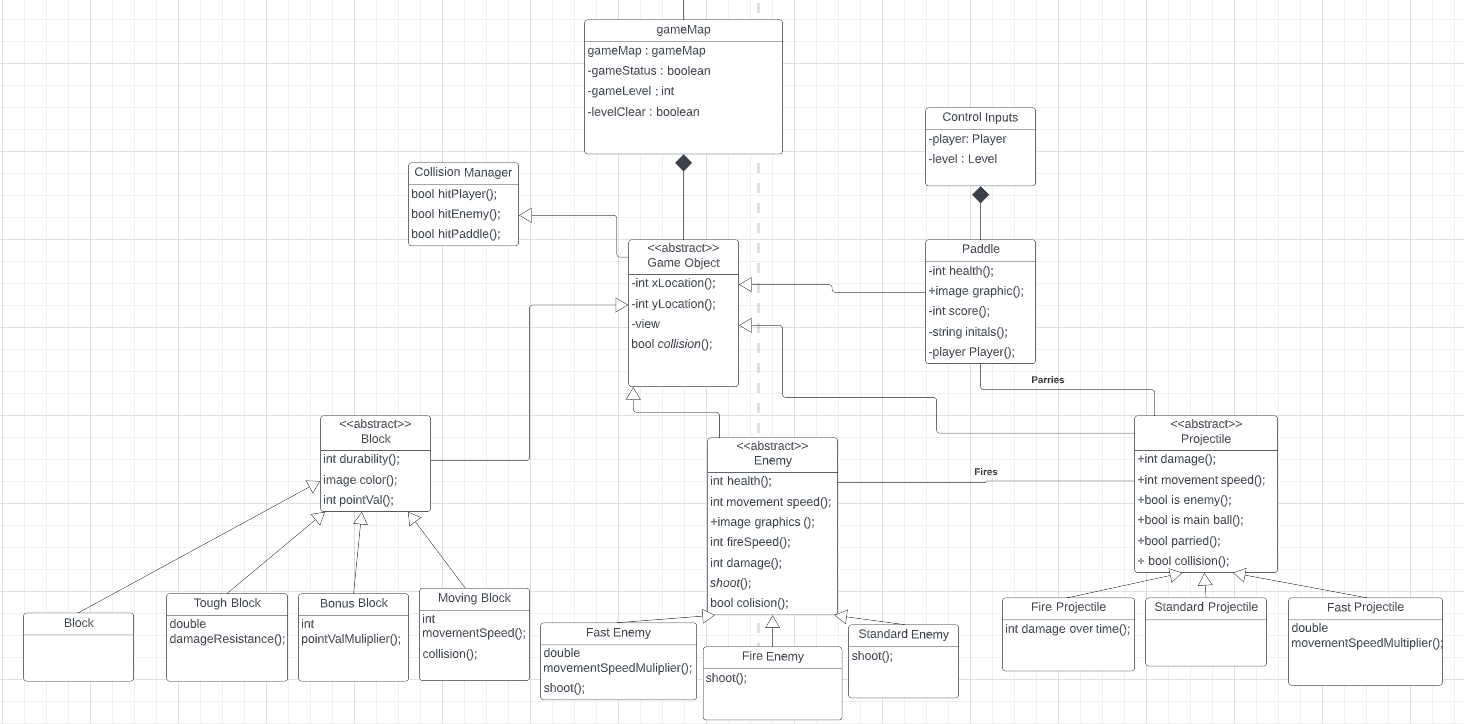 gameMap
gameMap : gameMap
-gameStatus : boolean
-gameLevel : int
-levelClear : boolean
Control Inputs
-player: Player
-level : Level
Collision Manager
bool hitPlayer();
bool hitEnemy();
bool hitPaddle();
<<abstract>>
Game Object
-int xLocation();
-int yLocation();
-view
bool collision();
Paddle
-int health();
+image graphic();
-int score();
-string initals();
-player Player();
Parries
<<abstract>>
Block
int durability();
image color();
int pointVal();
<<abstract>>
Enemy
int health();
int movement speed();
+image graphics ();
int fireSpeed();
int damage();
shoot();
bool colision();
Fires
<<abstract>>
Projectile
+int damage();
+int movement speed();
+bool is enemy();
+bool is main ball();
+bool parried();
+ bool collision();
Block
Tough Block
double
damageResistance();
Bonus Block
int
pointValMuliplier();
Moving Block
int
movementSpeed();
collision();
Fast Enemy
double
movementSpeedMuliplier();
shoot();
Fire Enemy
shoot();
Standard Enemy
shoot();
Fire Projectile
int damage over time();
Standard Projectile
Fast Projectile
double
movementSpeedMultiplier();